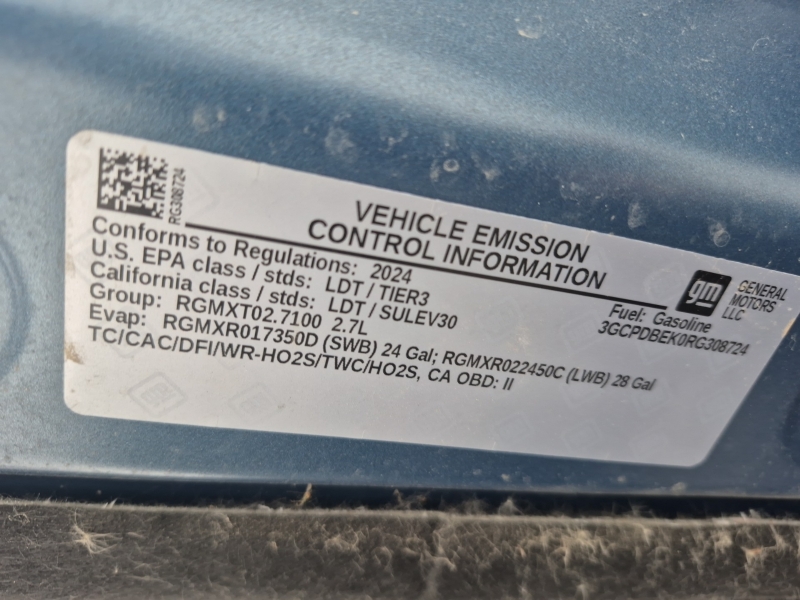 RG308724
VEHICLE EMISSION
CONTROL INFORMATION
gm
GENERAL
MOTORS
LLC
Conforms to Regulations: 2024
Fuel: Gasoline
U.S. EPA class / stds: LDT / TIER3
3GCPDBEK0RG308724
California class / stds: LDT / SULEV30
Group: RGMXT02.7100 2.7L
Evap: RGMXR017350D (SWB) 24 Gal; RGMXR022450C (LWB) 28 Gal
TC/CAC/DFI/WR-HO2S/TWC/HO2S, CA OBD: II